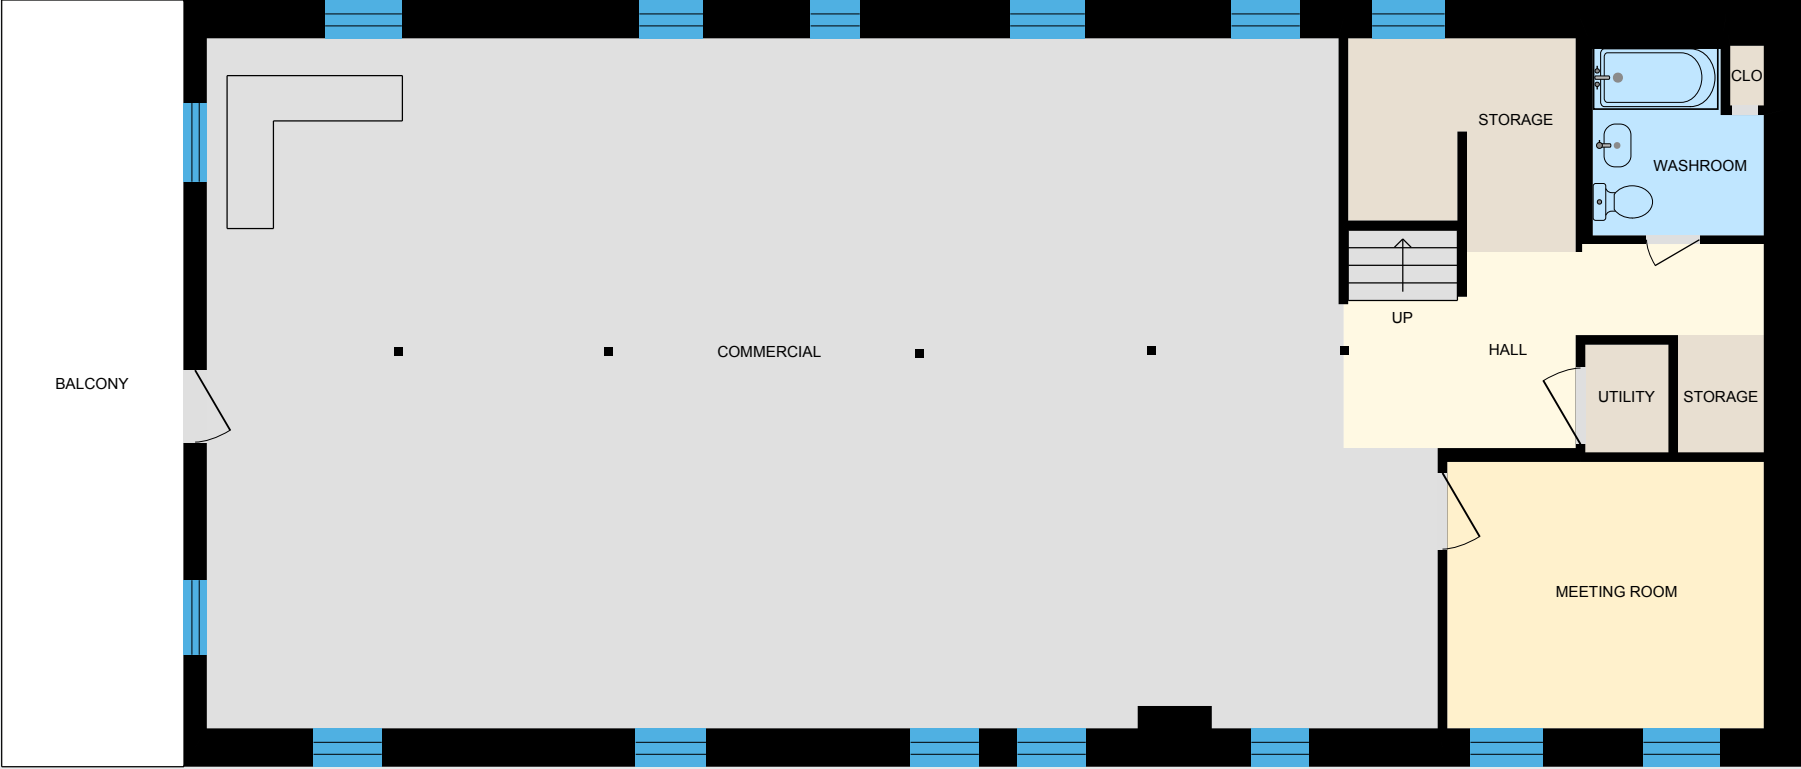 CLO
STORAGE
WASHROOM
UP
COMMERCIAL
HALL
BALCONY
UTILITY
STORAGE
MEETING ROOM